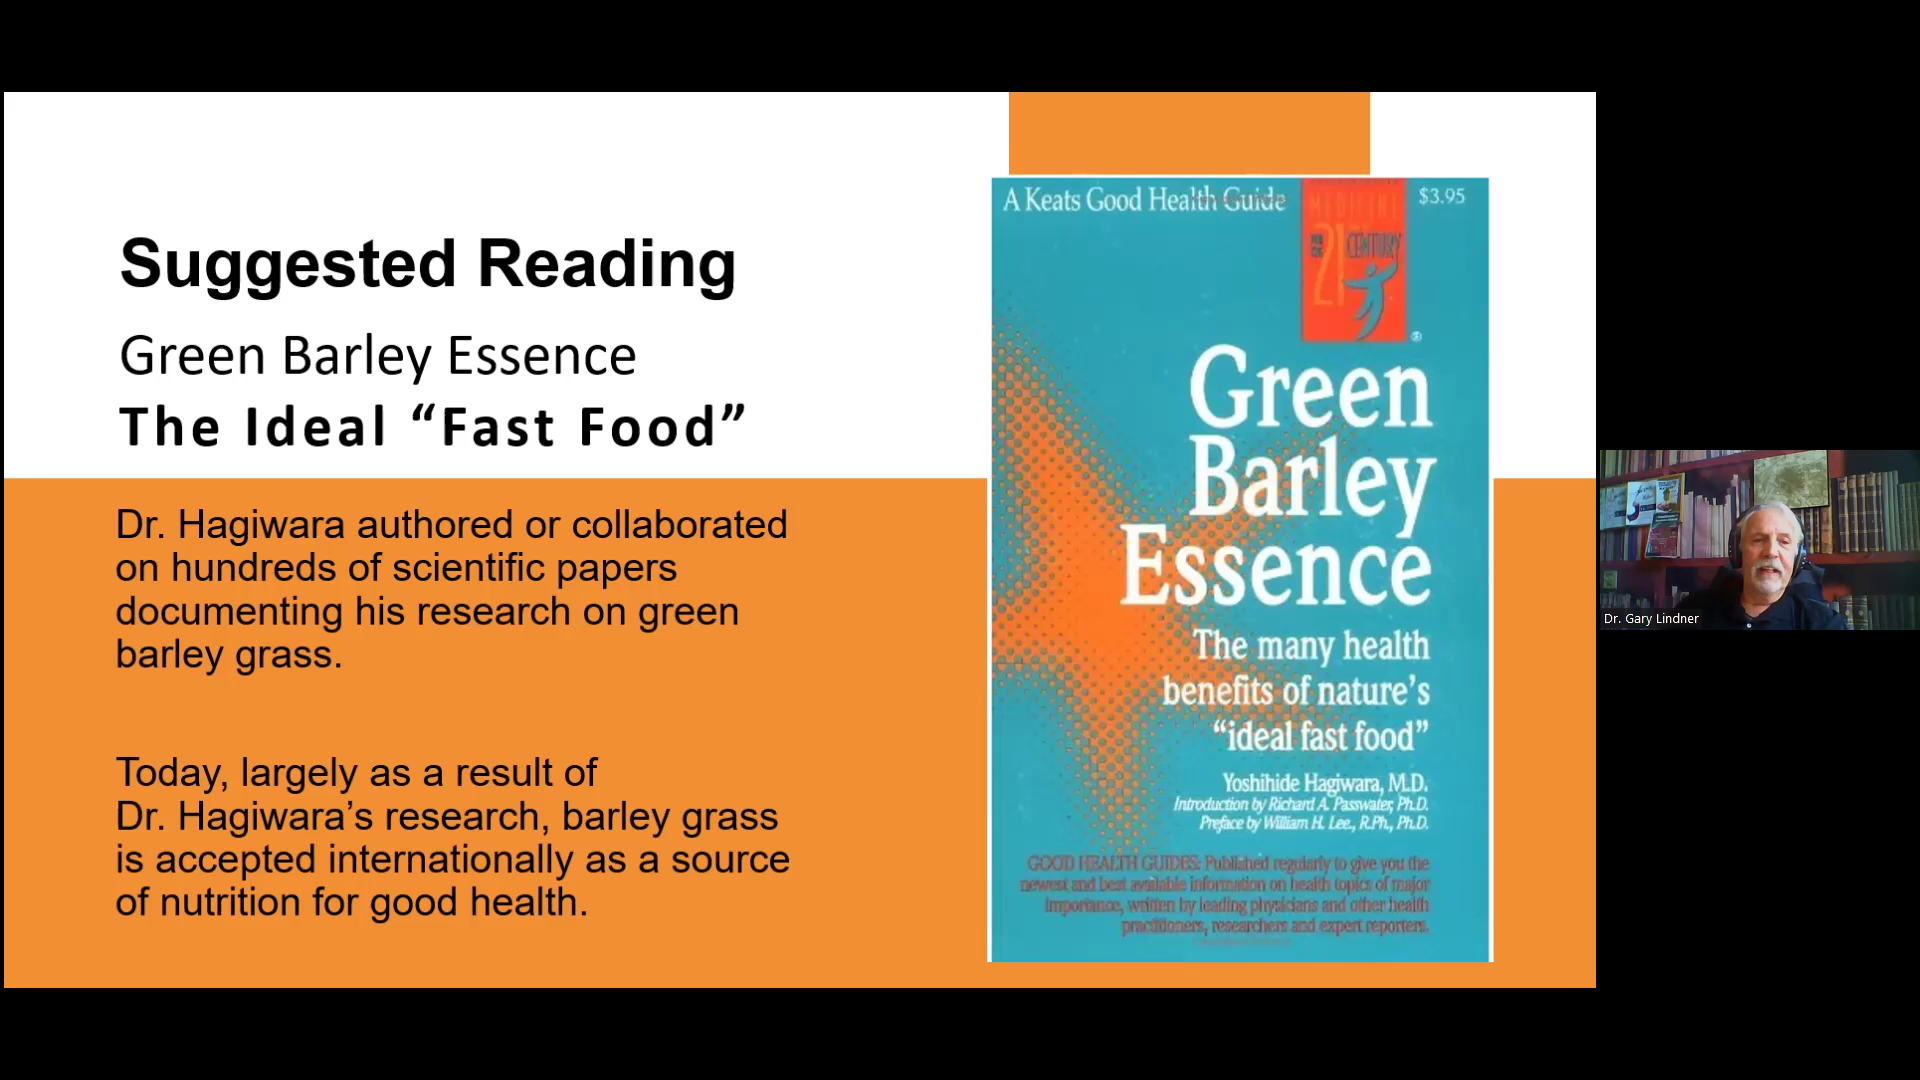 Suggested Reading
Green Barley Essence
The Ideal “Fast Food”
Dr. Hagiwara authored or collaborated
on hundreds of scientific papers
documenting his research on green
barley grass.
Today, largely as a result of
Dr. Hagiwara’s research, barley grass
is accepted internationally as a source
of nutrition for good health.
A Keats Good Health Guide
$3.95
MEDICINE
21ST
CENTURY
®
Green
Barley
Essence
The many health
benefits of nature’s
“ideal fast food”
Yoshihide Hagiwara, M.D.
Introduction by Richard A. Passwater, Ph.D.
Preface by William H. Lee., R.Ph., Ph.D.
GOOD HEALTH GUIDES: Published regularly to give you the
newest and best available information on health topics of major
importance, written by leading physicians and other health
practitioners, researchers and expert reporters.
Dr. Gary Lindner